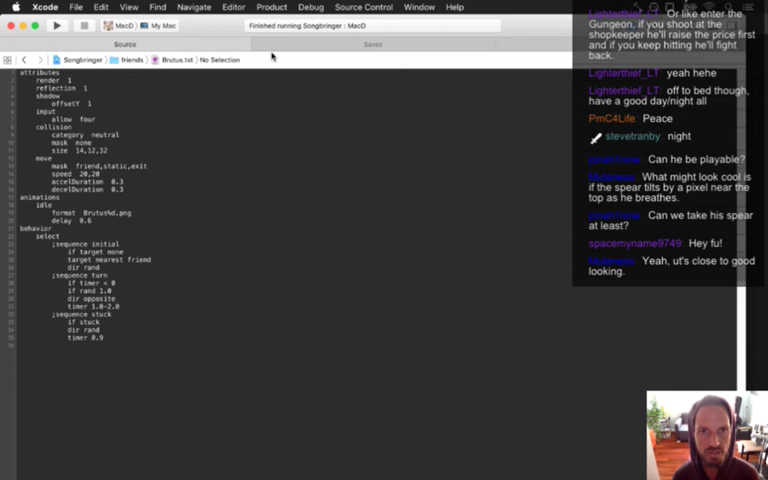 Xcode File Edit View Find Navigate Editor Product Debug Source Control Window Help
MacD My Mac
Finished running Songbringer : MacD
Source
Saves
Songbringer friends Brutus.txt No Selection
attributes
render 1
reflection 1
shadow
offsetY 1
input
allow four
collision
category neutral
mask none
size 14,12,32
move
mask friend,static,exit
speed 20,20
accelDuration 0.3
decelDuration 0.3
animations
idle
format Brutus%d.png
delay 0.6
behavior
select
;sequence initial
if target none
target nearest friend
dir rand
;sequence turn
if timer < 0
if rand 1.0
dir opposite
timer 1.0-2.0
;sequence stuck
if stuck
dir rand
timer 0.9
Lighterthief_LT Or like enter the
Gungeon, if you shoot at the
shopkeeper he'll raise the price first
and if you keep hitting he'll fight
back.
Lighterthief_LT yeah hehe
Lighterthief_LT off to bed though,
have a good day/night all
PmC4Life Peace
stevetranby night
Can he be playable?
What might look cool is
if the spear tilts by a pixel near the
top as he breathes.
Can we take his spear
at least?
spacemyname9749 Hey fu!
Yeah, ut's close to good
looking.